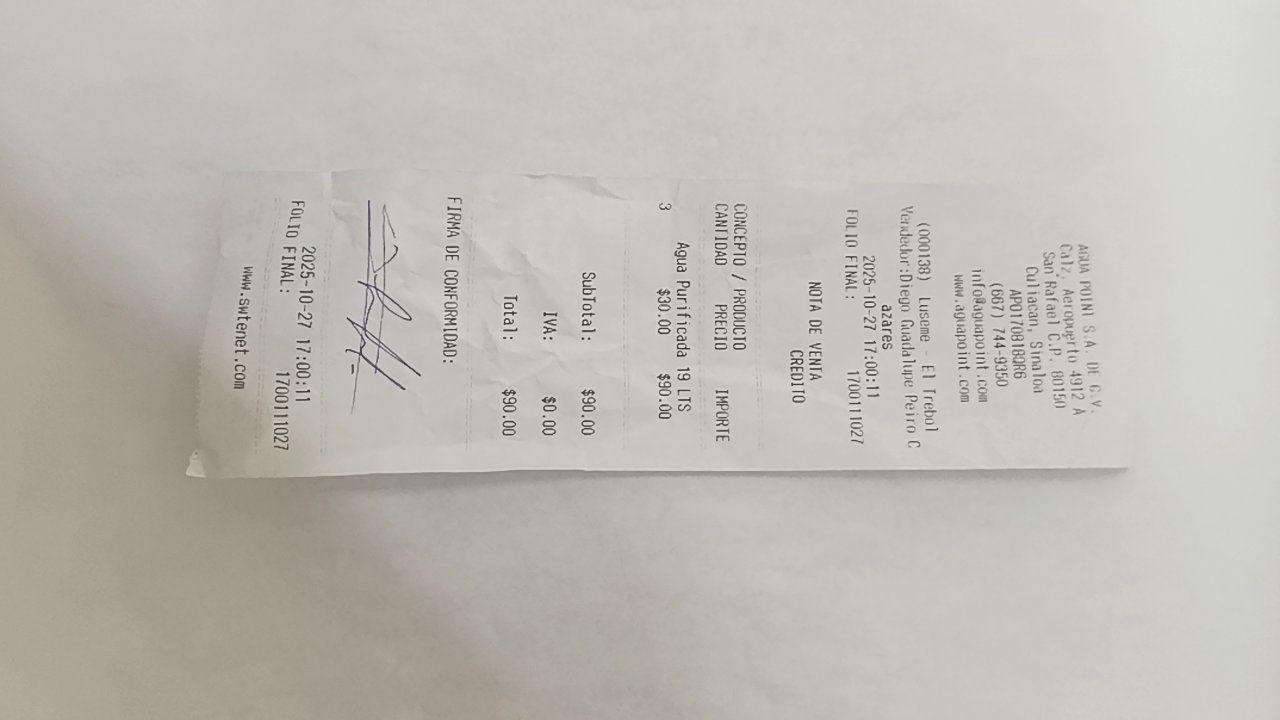 AGUA POINT S.A. DE C.V.
Calz. Aeropuerto 4912 A
San Rafael C.P. 80150
Culiacan, Sinaloa
APO170818QR6
(667) 744-9350
info@aguapoint.com
www.aguapoint.com
(000138) Luseme - El Trebol
Vendedor:Diego Guadalupe Peiro C
azares
2025-10-27 17:00:11
FOLIO FINAL: 1700111027
NOTA DE VENTA
CREDITO
CONCEPTO / PRODUCTO
CANTIDAD PRECIO IMPORTE
Agua Purificada 19 LTS
3 $30.00 $90.00
SubTotal: $90.00
IVA: $0.00
Total: $90.00
FIRMA DE CONFORMIDAD:
2025-10-27 17:00:11
FOLIO FINAL: 1700111027
www.swtenet.com